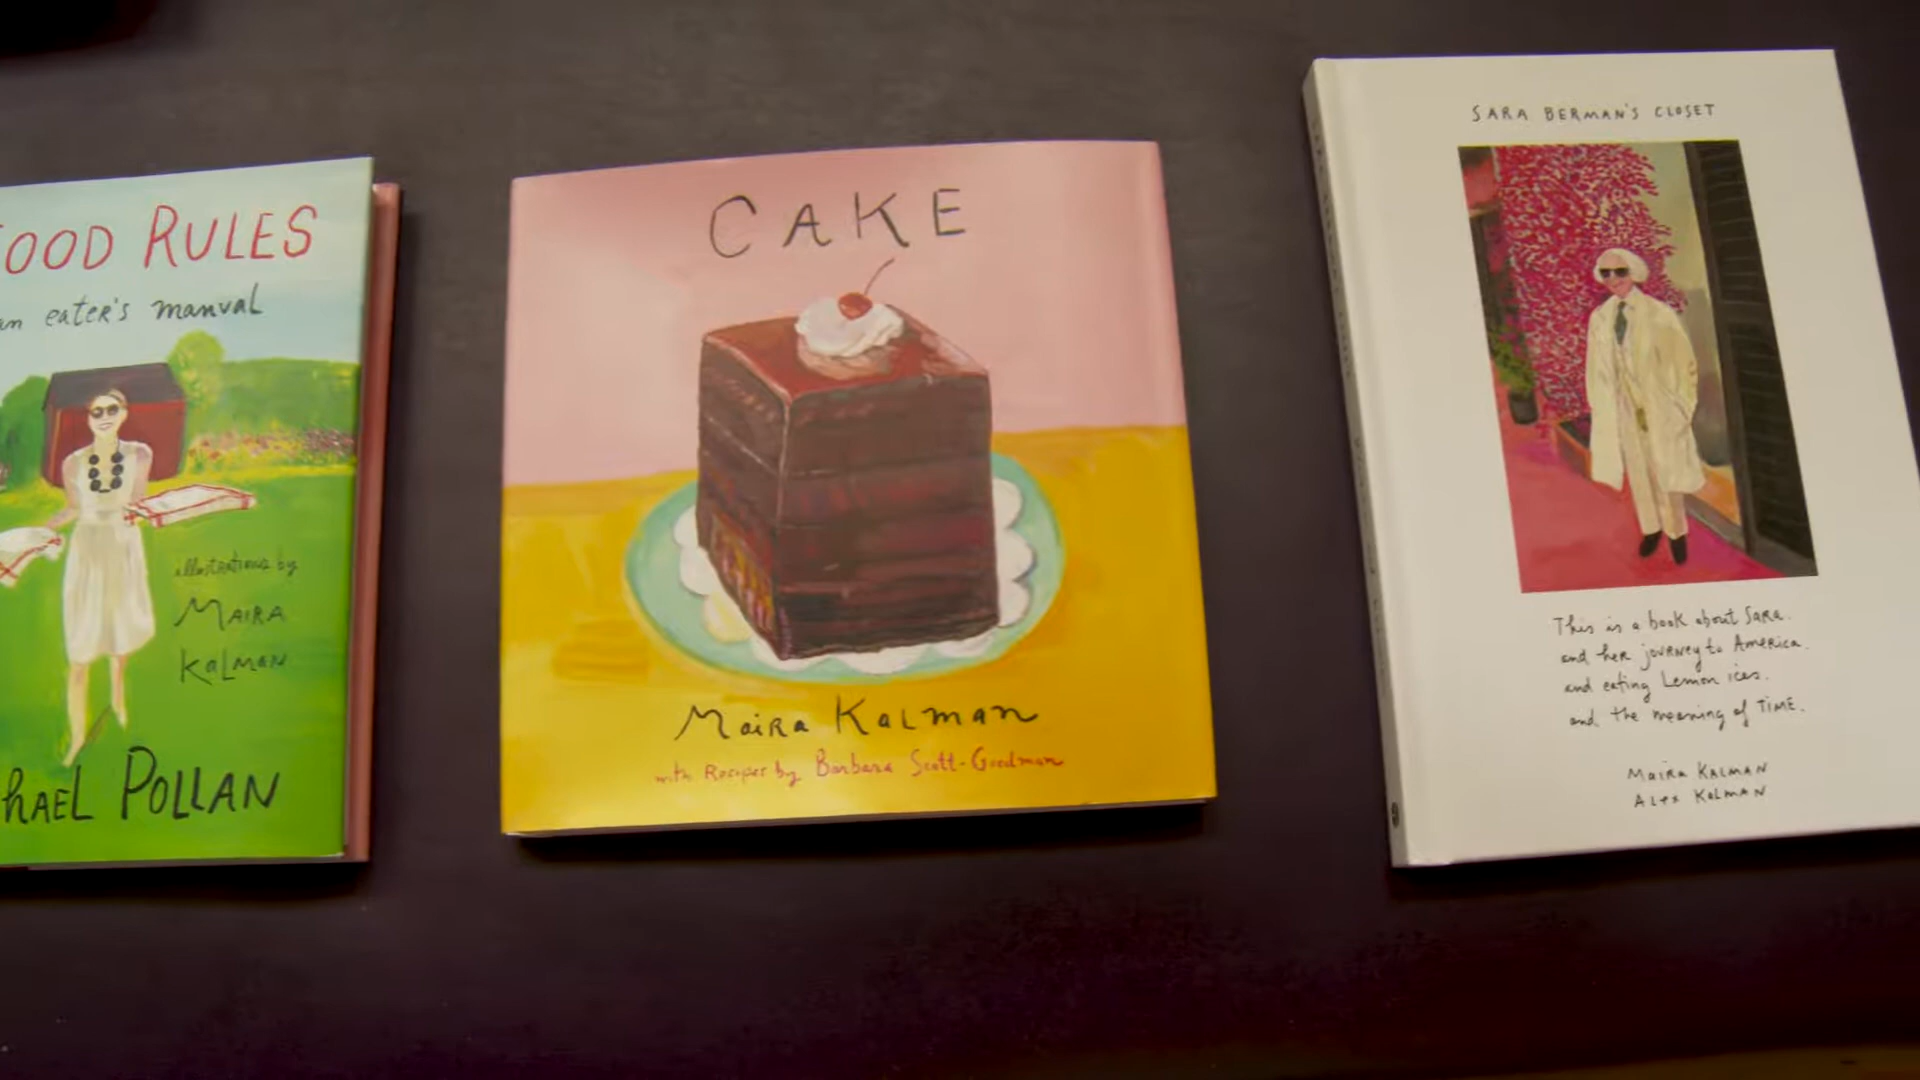 FOOD RULES
an eater's manual
illustrations by
MAIRA
KALMAN
POLLAN
CAKE
Maira Kalman
with Recipes by Barbara Scott-Goodman
SARA BERMAN'S CLOSET
This is a book about SARA.
and her journey to America.
and eating Lemon ices.
and the meaning of TIME.
Maira KALMAN
Alex KALMAN